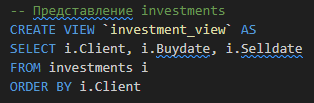 -- Представление investments
CREATE VIEW `investment_view` AS
SELECT i.Client, i.Buydate, i.Selldate
FROM investments i
ORDER BY i.Client